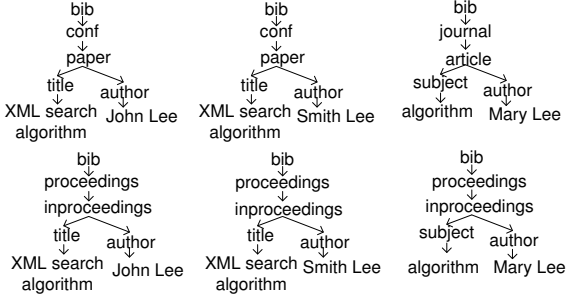 bib
conf
paper
title author
XML search John Lee
algorithm
bib
conf
paper
title author
XML search Smith Lee
algorithm
bib
journal
article
subject author
algorithm Mary Lee
bib
proceedings
inproceedings
title author
XML search John Lee
algorithm
bib
proceedings
inproceedings
title author
XML search Smith Lee
algorithm
bib
proceedings
inproceedings
subject author
algorithm Mary Lee